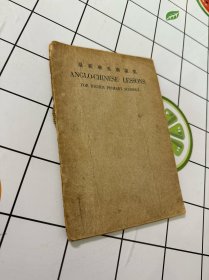 ANGLO-CHINESE LESSONS
FOR HIGHER PRIMARY SCHOOLS